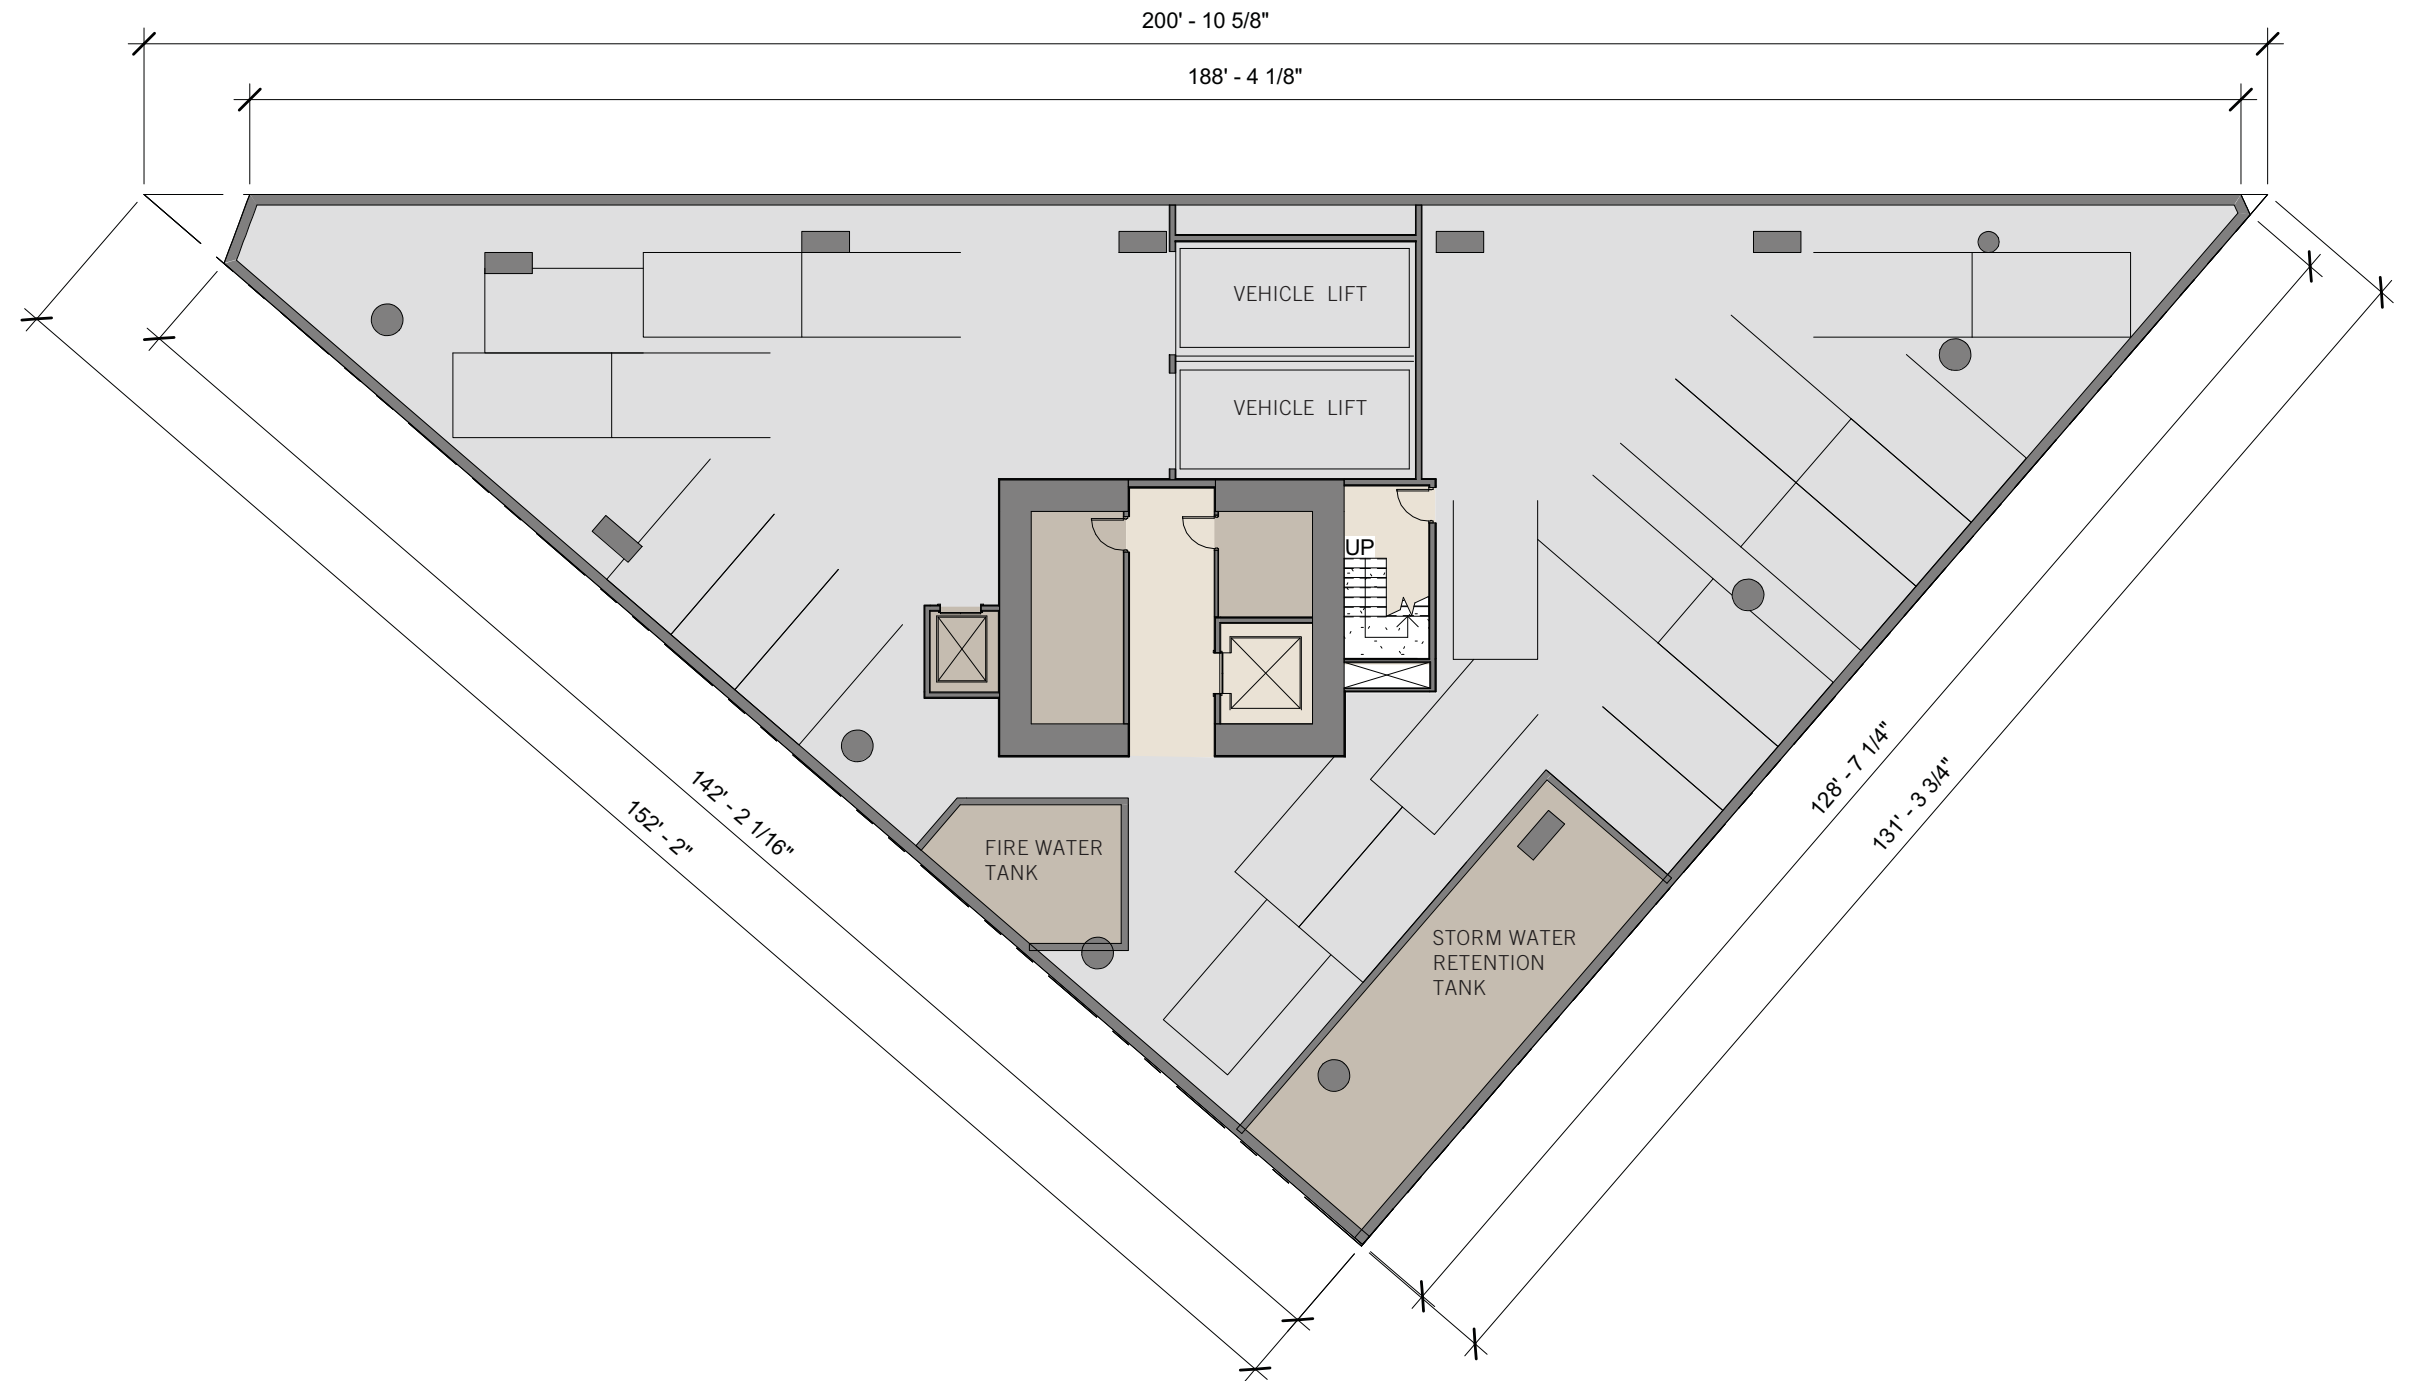 200' - 10 5/8"
188' - 4 1/8"
VEHICLE LIFT
VEHICLE LIFT
UP
128' - 7 1/4"
131' - 3 3/4"
142' - 2 1/16"
152' - 2"
FIRE WATER
TANK
STORM WATER
RETENTION
TANK